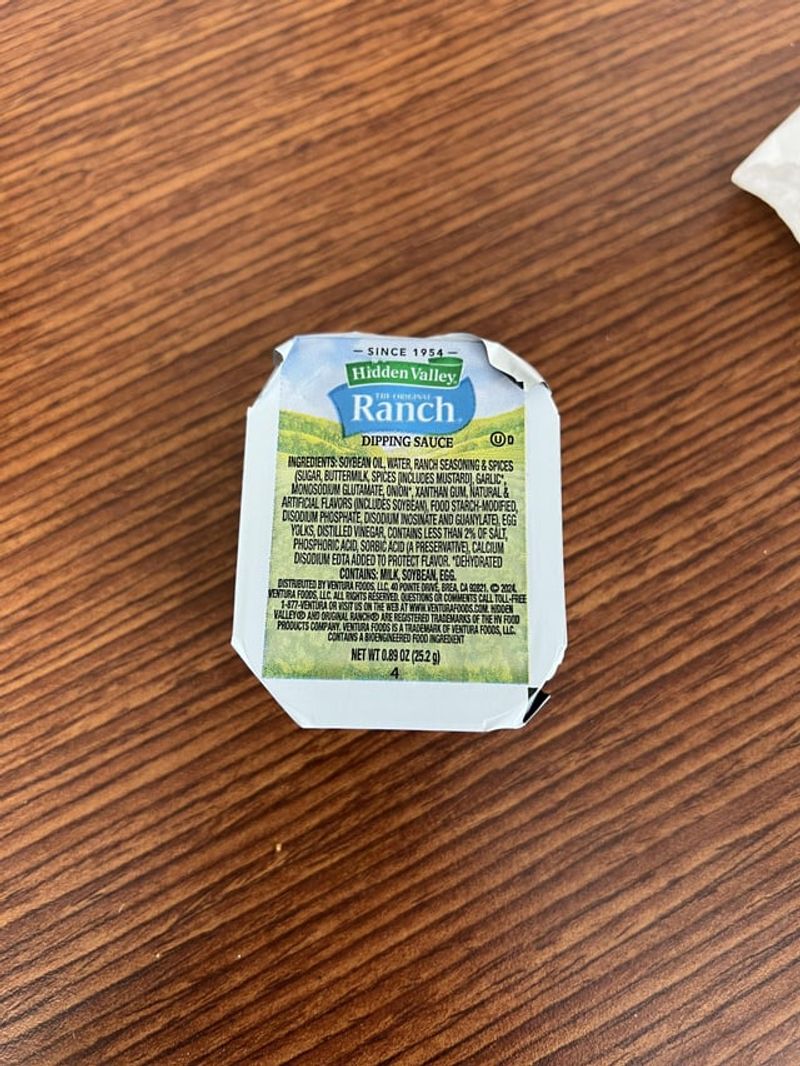 — SINCE 1954 —
Hidden Valley®
THE ORIGINAL
Ranch®
DIPPING SAUCE
U D
INGREDIENTS: SOYBEAN OIL, WATER, RANCH SEASONING & SPICES
(SUGAR, BUTTERMILK, SPICES [INCLUDES MUSTARD], GARLIC*,
MONOSODIUM GLUTAMATE, ONION*, XANTHAN GUM, NATURAL &
ARTIFICIAL FLAVORS (INCLUDES SOYBEAN), FOOD STARCH-MODIFIED,
DISODIUM PHOSPHATE, DISODIUM INOSINATE AND GUANYLATE), EGG
YOLKS, DISTILLED VINEGAR, CONTAINS LESS THAN 2% OF SALT,
PHOSPHORIC ACID, SORBIC ACID (A PRESERVATIVE), CALCIUM
DISODIUM EDTA ADDED TO PROTECT FLAVOR. *DEHYDRATED
CONTAINS: MILK, SOYBEAN, EGG.
DISTRIBUTED BY VENTURA FOODS, LLC, 40 POINTE DRIVE, BREA, CA 92821. © 2024,
VENTURA FOODS, LLC. ALL RIGHTS RESERVED. QUESTIONS OR COMMENTS CALL TOLL-FREE
1-877-VENTURA OR VISIT US ON THE WEB AT WWW.VENTURAFOODS.COM. HIDDEN
VALLEY® AND ORIGINAL RANCH® ARE REGISTERED TRADEMARKS OF THE HV FOOD
PRODUCTS COMPANY. VENTURA FOODS IS A TRADEMARK OF VENTURA FOODS, LLC.
CONTAINS A BIOENGINEERED FOOD INGREDIENT
NET WT 0.89 OZ (25.2 g)
4